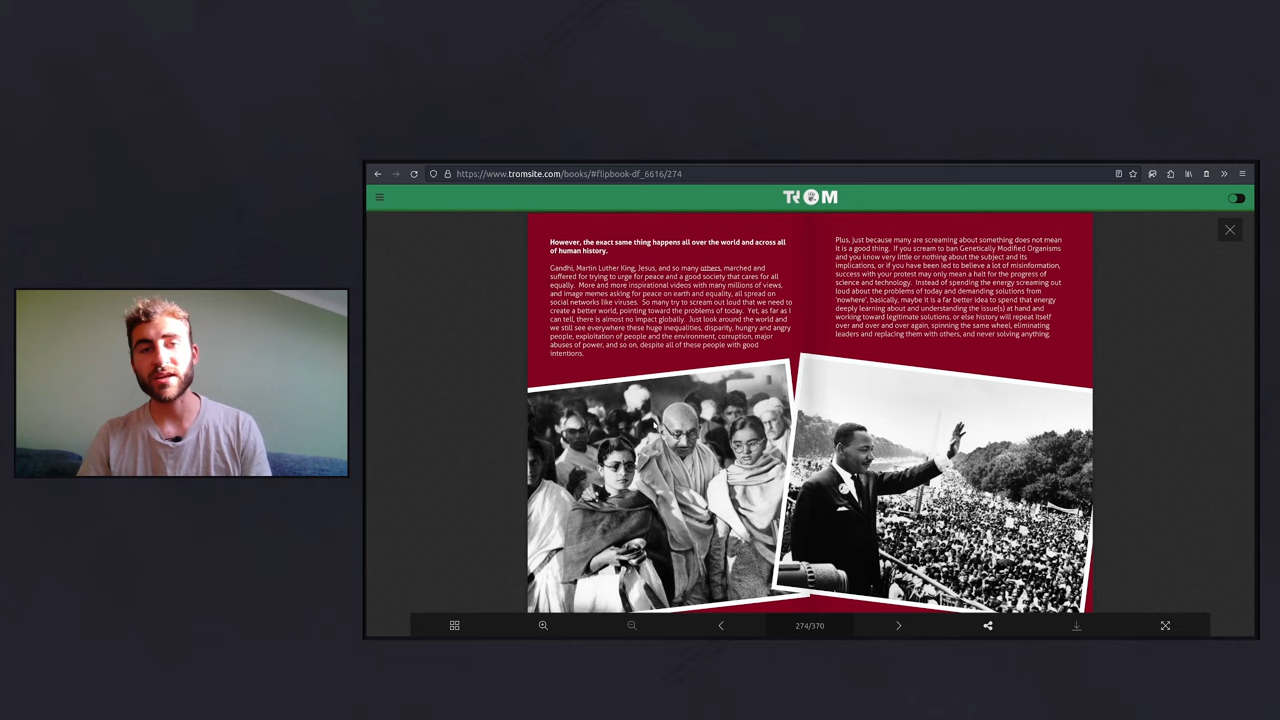 https://www.tromsite.com/books/#flipbook-df_6616/274
TROM
However, the exact same thing happens all over the world and across all
of human history.
Gandhi, Martin Luther King, Jesus, and so many others, marched and
suffered for trying to urge for peace and a good society that cares for all
equally. More and more inspirational videos with many millions of views,
and image memes asking for peace on earth and equality, all spread on
social networks like viruses. So many try to scream out loud that we need to
create a better world, pointing toward the problems of today. Yet, as far as I
can tell, there is almost no impact globally. Just look around the world and
we still see everywhere these huge inequalities, disparity, hungry and angry
people, exploitation of people and the environment, corruption, major
abuses of power, and so on, despite all of these people with good
intentions.
Plus, just because many are screaming about something does not mean
it is a good thing. If you scream to ban Genetically Modified Organisms
and you know very little or nothing about the subject and its
implications, or if you have been led to believe a lot of misinformation,
success with your protest may only mean a halt for the progress of
science and technology. Instead of spending the energy screaming out
loud about the problems of today and demanding solutions from
'nowhere', basically, maybe it is a far better idea to spend that energy
deeply learning about and understanding the issue(s) at hand and
working toward legitimate solutions, or else history will repeat itself
over and over and over again, spinning the same wheel, eliminating
leaders and replacing them with others, and never solving anything.
274/370